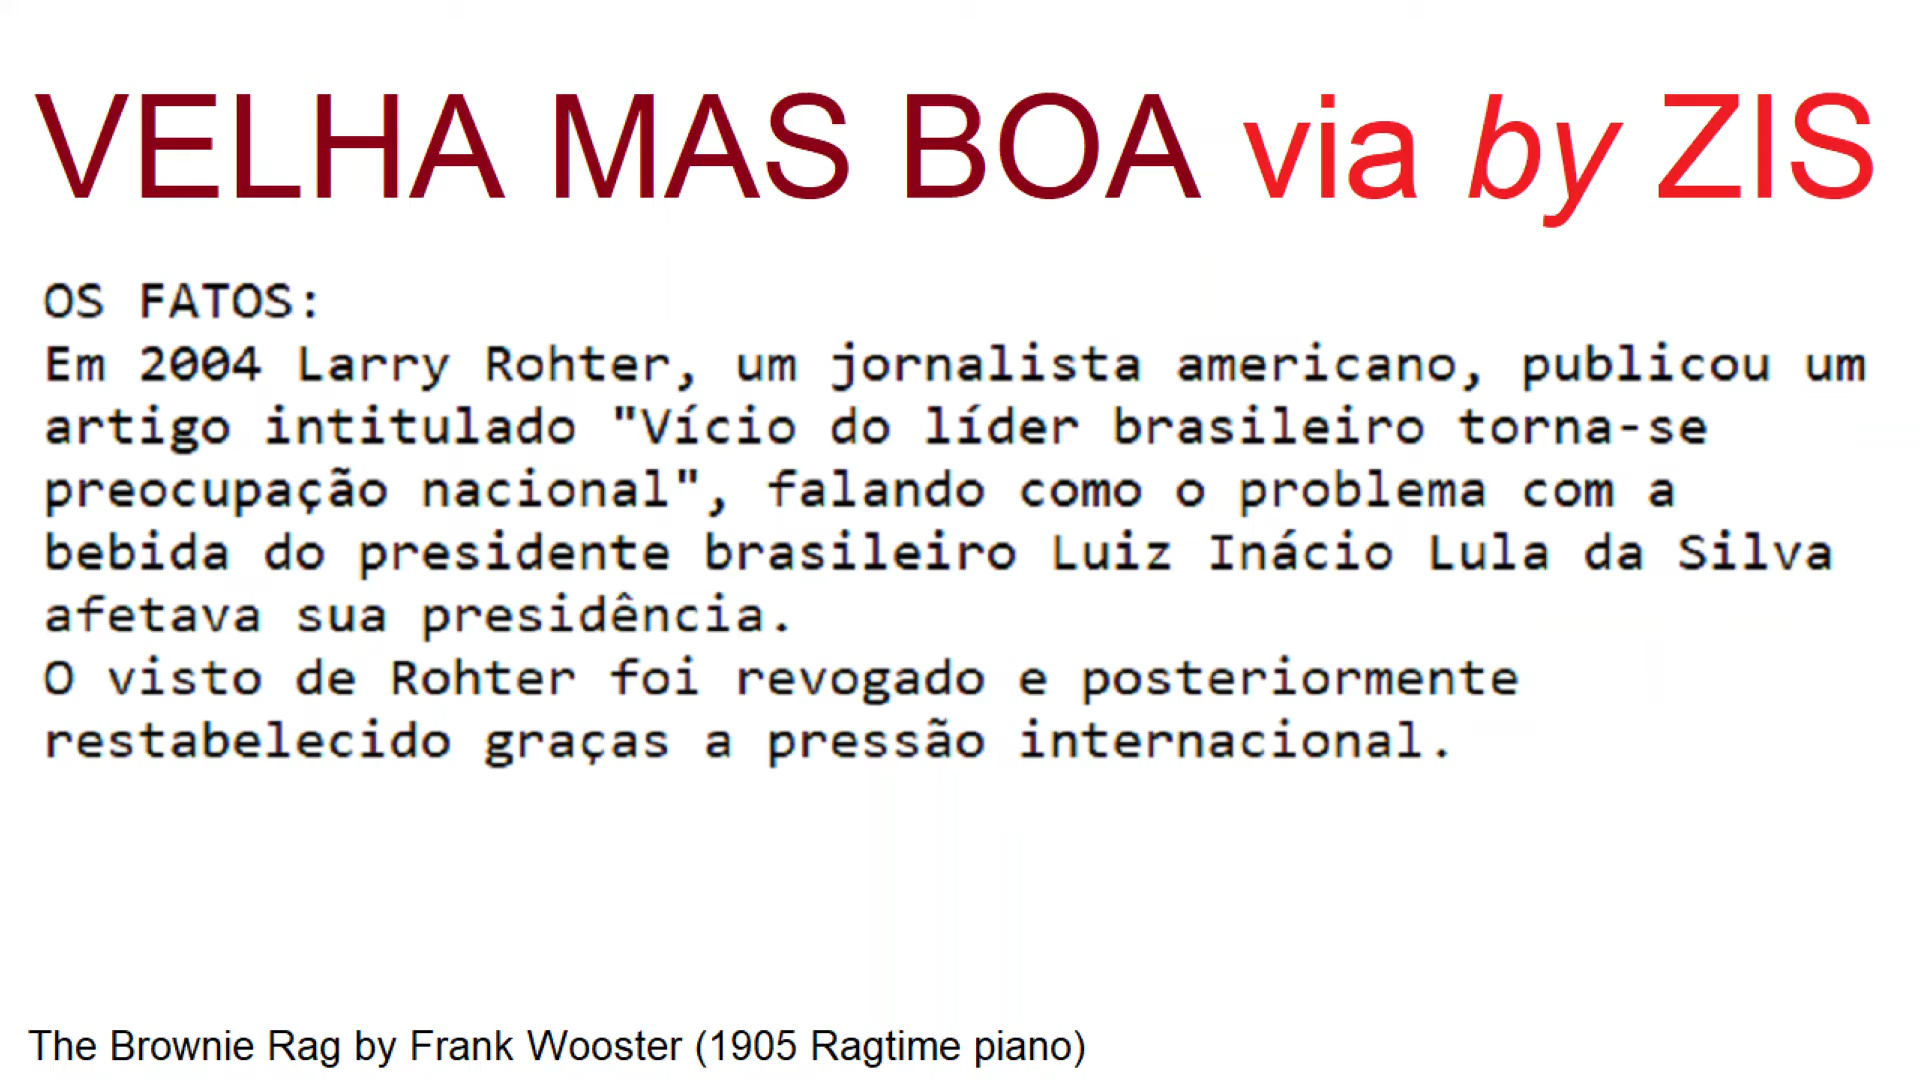 VELHA MAS BOA via by ZIS
OS FATOS:
Em 2004 Larry Rohter, um jornalista americano, publicou um
artigo intitulado "Vício do líder brasileiro torna-se
preocupação nacional", falando como o problema com a
bebida do presidente brasileiro Luiz Inácio Lula da Silva
afetava sua presidência.
O visto de Rohter foi revogado e posteriormente
restabelecido graças a pressão internacional.
The Brownie Rag by Frank Wooster (1905 Ragtime piano)